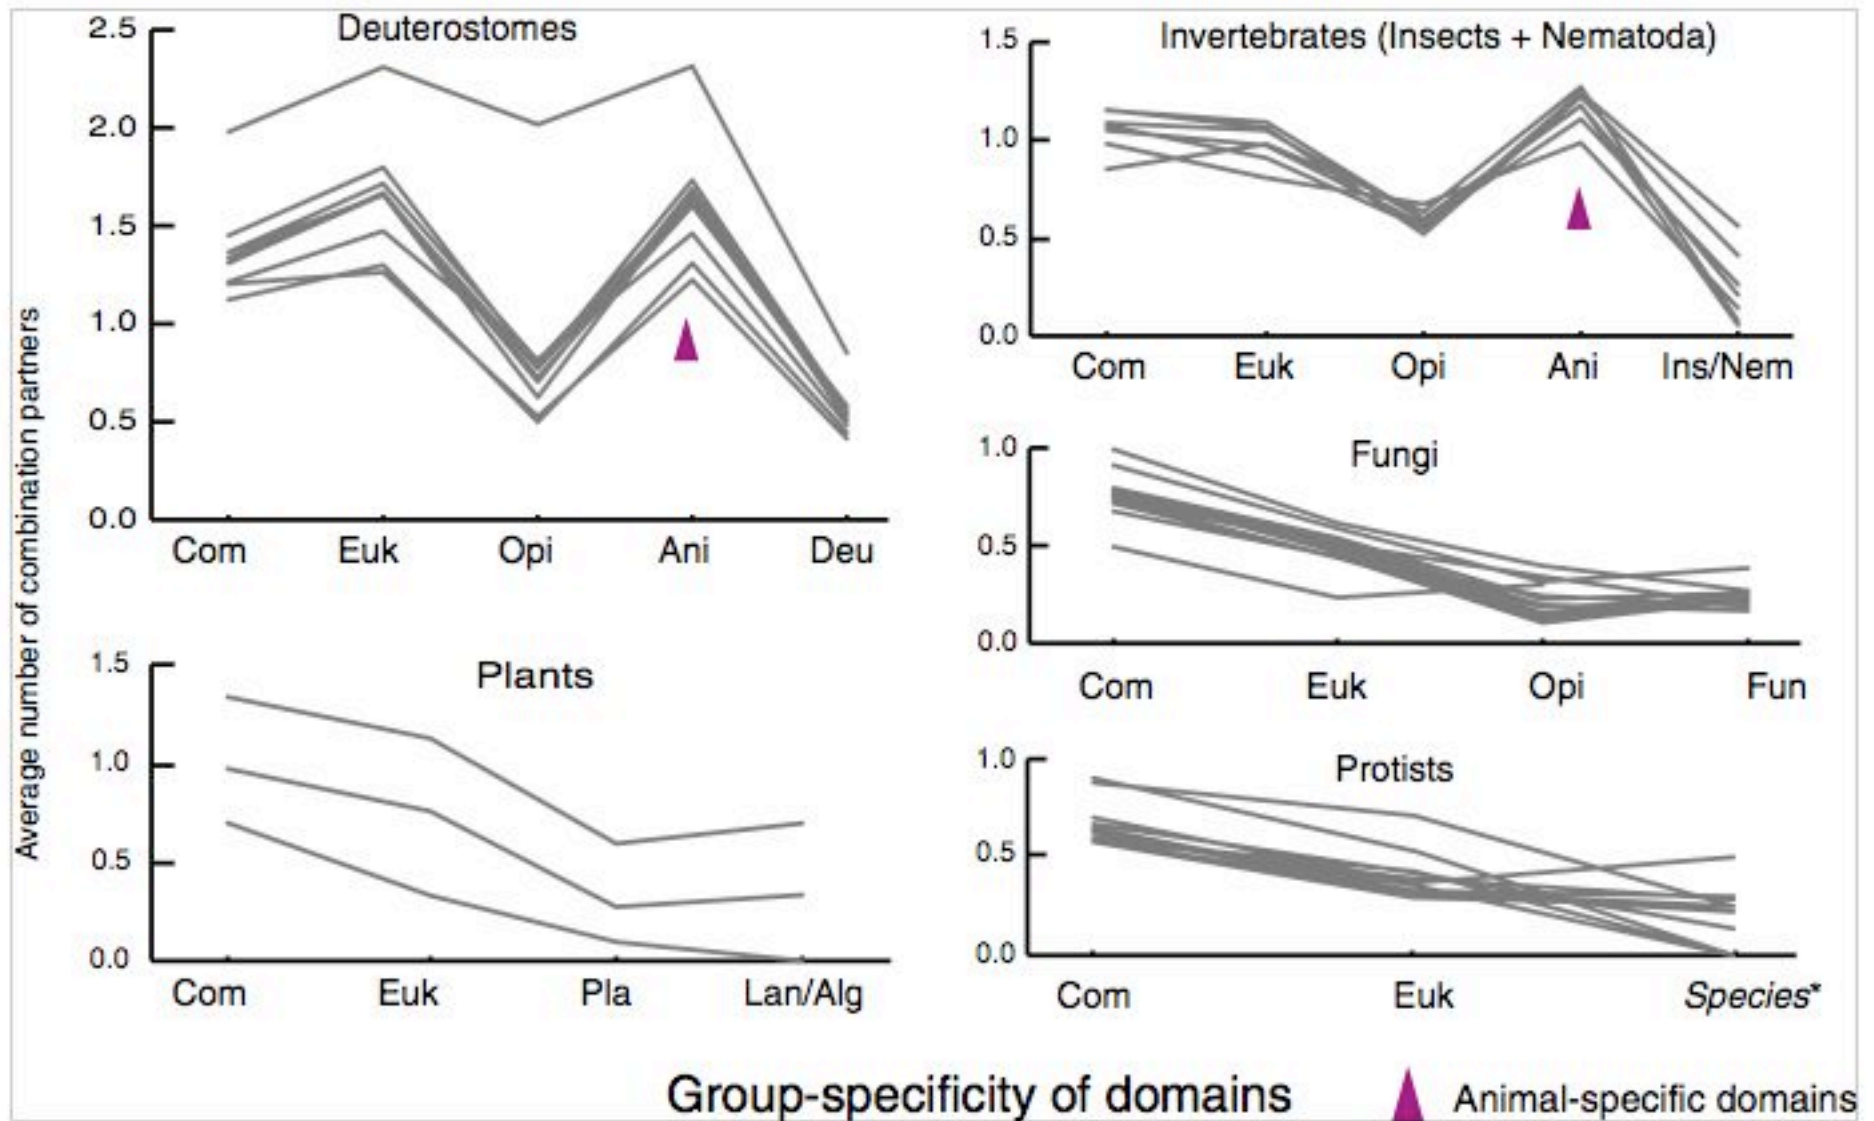 Average number of combination partners
Deuterostomes
2.5
2.0
1.5
1.0
0.5
0.0
Com Euk Opi Ani Deu
Invertebrates (Insects + Nematoda)
1.5
1.0
0.5
0.0
Com Euk Opi Ani Ins/Nem
Fungi
1.0
0.5
0.0
Com Euk Opi Fun
Plants
1.5
1.0
0.5
0.0
Com Euk Pla Lan/Alg
Protists
1.0
0.5
0.0
Com Euk Species*
Group-specificity of domains
Animal-specific domains